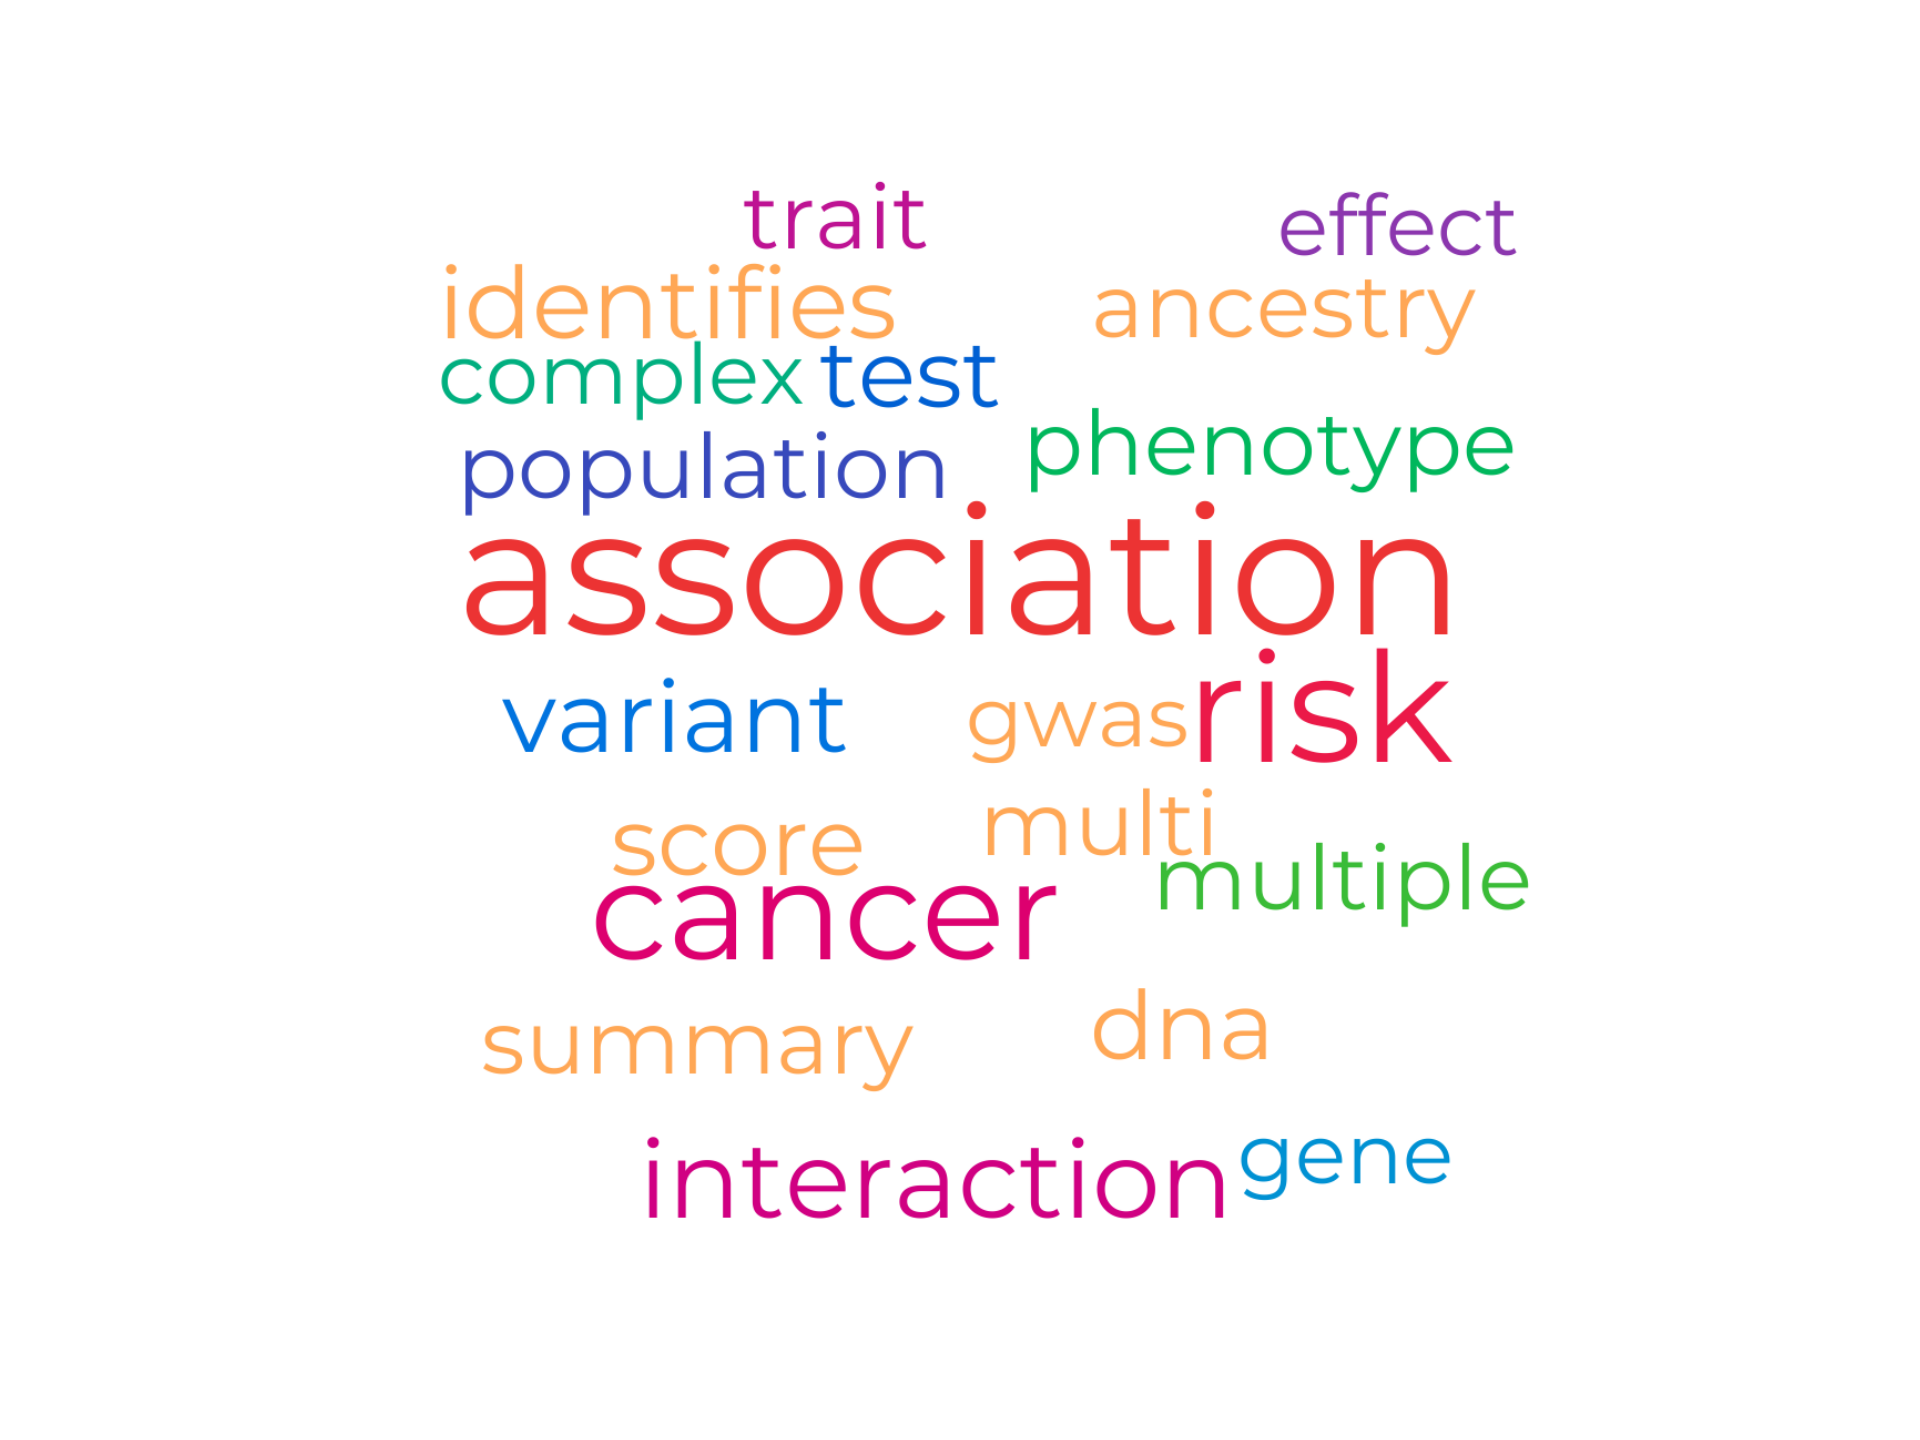 trait
effect
identifies
ancestry
complex test
phenotype
population
association
variant
gwas risk
multi
score
multiple
cancer
dna
summary
interaction gene